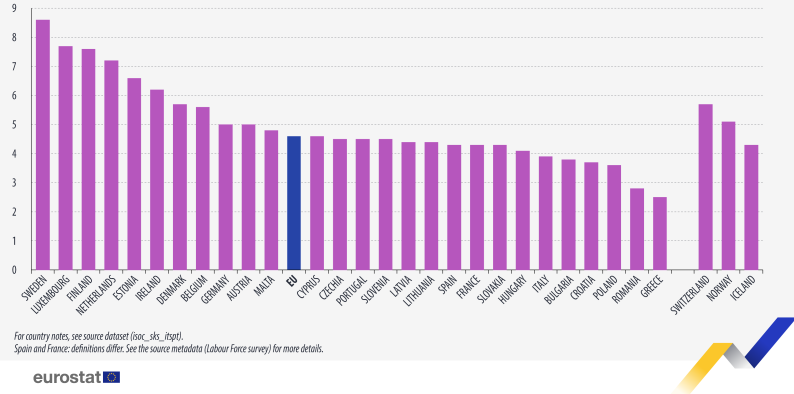 9
8
7
6
5
4
3
2
1
0
SWEDEN
LUXEMBOURG
FINLAND
NETHERLANDS
ESTONIA
IRELAND
DENMARK
BELGIUM
GERMANY
AUSTRIA
MALTA
EU
CYPRUS
CZECHIA
PORTUGAL
SLOVENIA
LATVIA
LITHUANIA
SPAIN
FRANCE
SLOVAKIA
HUNGARY
ITALY
BULGARIA
CROATIA
POLAND
ROMANIA
GREECE
SWITZERLAND
NORWAY
ICELAND
For country notes, see source dataset (isoc_sks_itspt).
Spain and France: definitions differ. See the source metadata (Labour Force survey) for more details.
eurostat